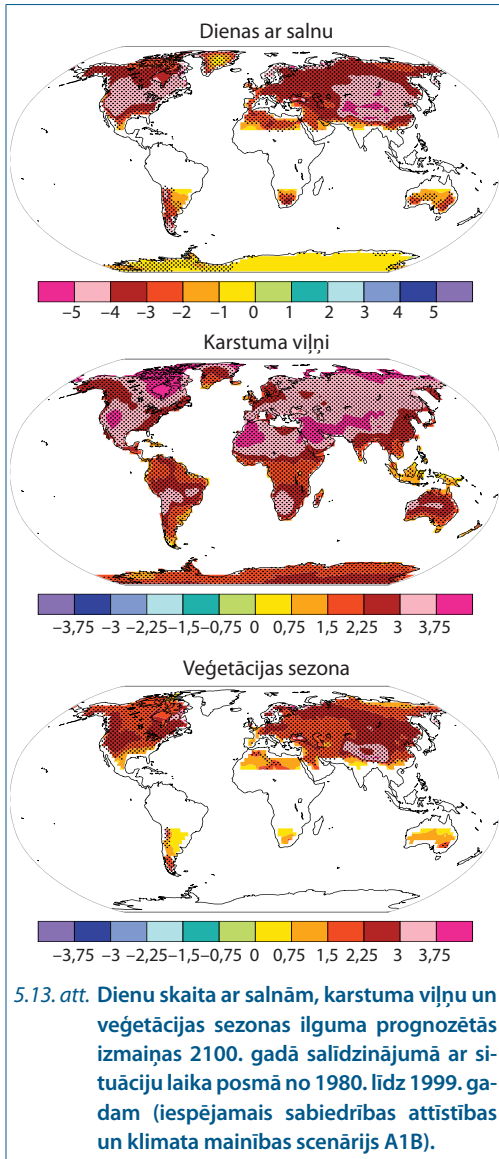 Dienas ar salnu
–5 –4 –3 –2 –1 0 1 2 3 4 5
Karstuma viļņi
–3,75 –3 –2,25 –1,5 –0,75 0 0,75 1,5 2,25 3 3,75
Veģetācijas sezona
–3,75 –3 –2,25 –1,5 –0,75 0 0,75 1,5 2,25 3 3,75
5.13. att. Dienu skaita ar salnām, karstuma viļņu un
veģetācijas sezonas ilguma prognozētās
izmaiņas 2100. gadā salīdzinājumā ar si-
tuāciju laika posmā no 1980. līdz 1999. ga-
dam (iespējamais sabiedrības attīstības
un klimata mainības scenārijs A1B).